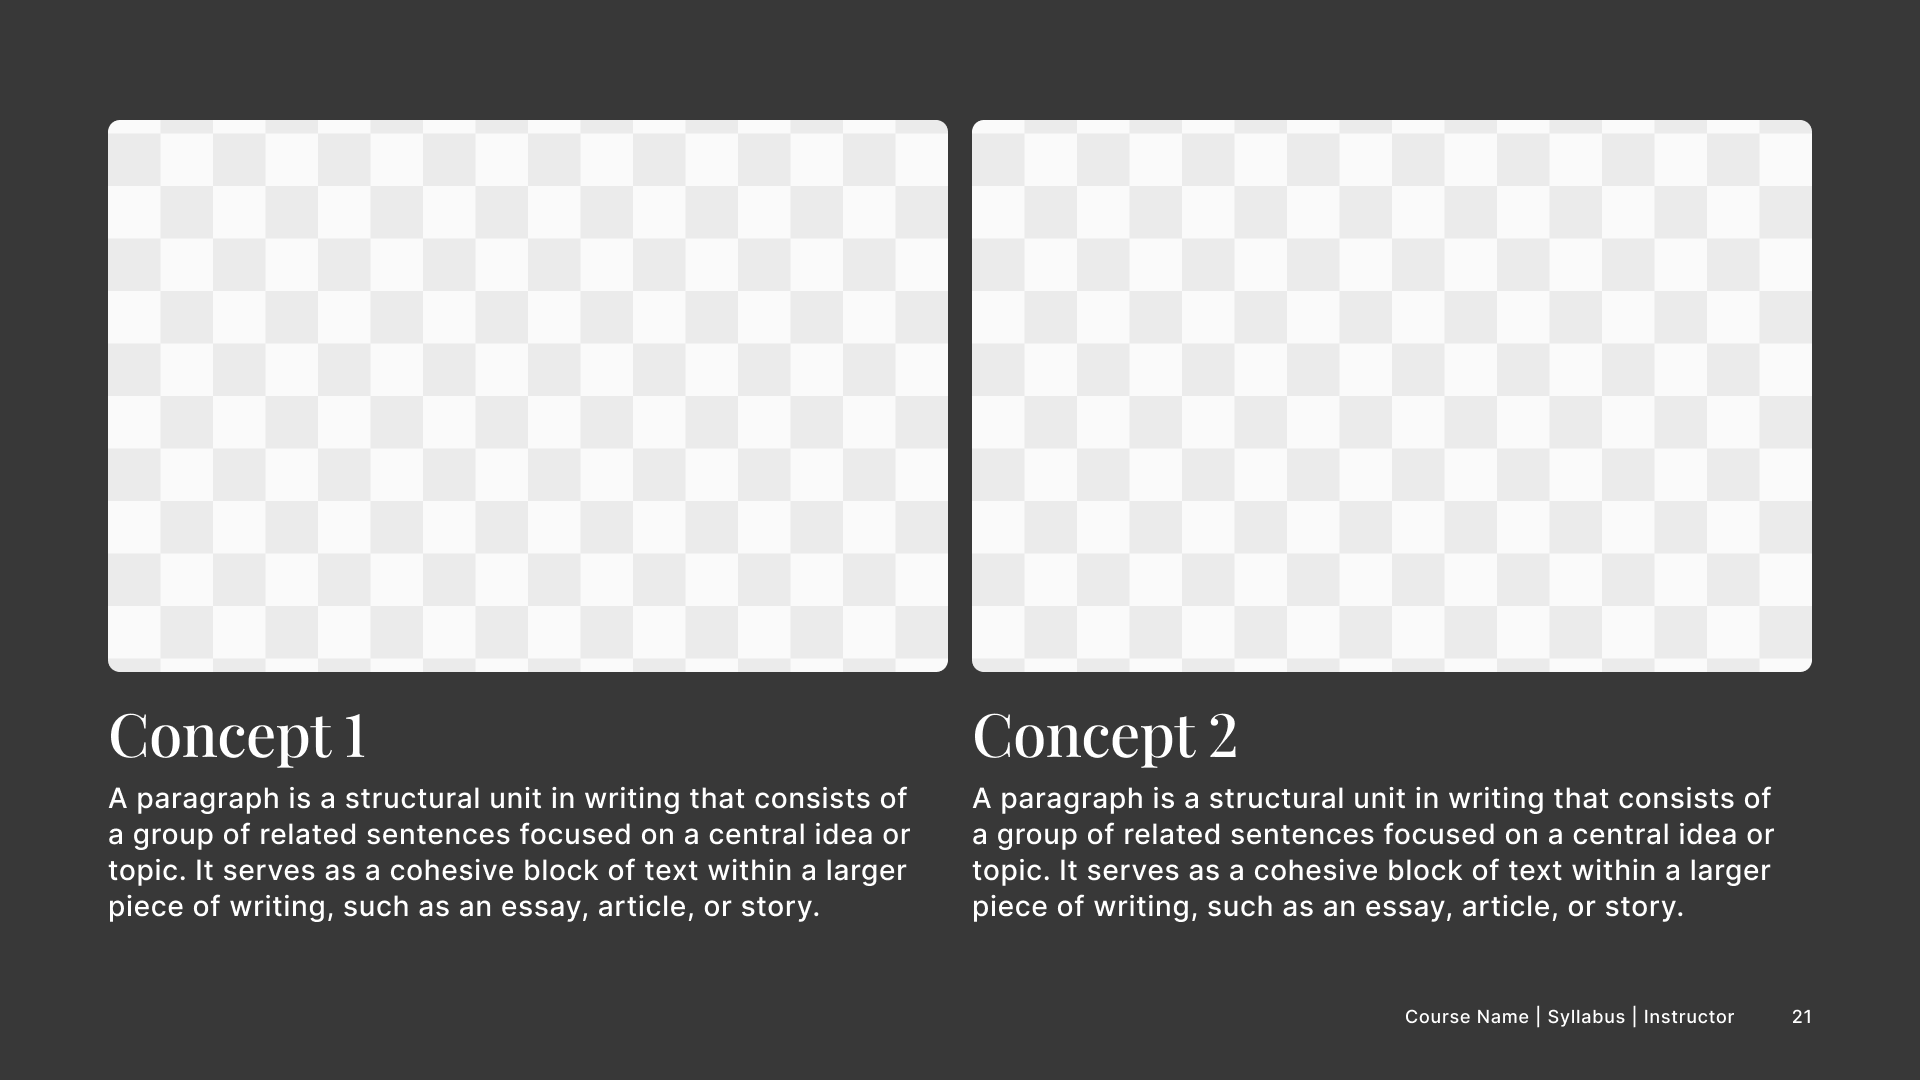 Concept 1
A paragraph is a structural unit in writing that consists of
a group of related sentences focused on a central idea or
topic. It serves as a cohesive block of text within a larger
piece of writing, such as an essay, article, or story.
Concept 2
A paragraph is a structural unit in writing that consists of
a group of related sentences focused on a central idea or
topic. It serves as a cohesive block of text within a larger
piece of writing, such as an essay, article, or story.
Course Name | Syllabus | Instructor 21